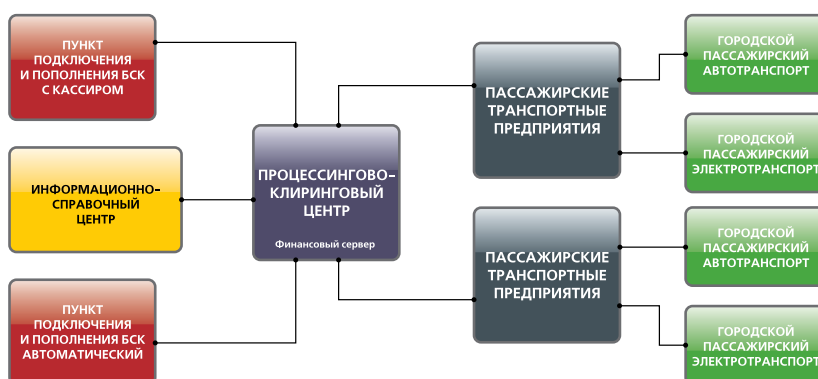 ПУНКТ
ПОДКЛЮЧЕНИЯ
И ПОПОЛНЕНИЯ БСК
С КАССИРОМ
ИНФОРМАЦИОННО-
СПРАВОЧНЫЙ
ЦЕНТР
ПУНКТ
ПОДКЛЮЧЕНИЯ
И ПОПОЛНЕНИЯ БСК
АВТОМАТИЧЕСКИЙ
ПРОЦЕССИНГОВО-
КЛИРИНГОВЫЙ
ЦЕНТР
Финансовый сервер
ПАССАЖИРСКИЕ
ТРАНСПОРТНЫЕ
ПРЕДПРИЯТИЯ
ПАССАЖИРСКИЕ
ТРАНСПОРТНЫЕ
ПРЕДПРИЯТИЯ
ГОРОДСКОЙ
ПАССАЖИРСКИЙ
АВТОТРАНСПОРТ
ГОРОДСКОЙ
ПАССАЖИРСКИЙ
ЭЛЕКТРОТРАНСПОРТ
ГОРОДСКОЙ
ПАССАЖИРСКИЙ
АВТОТРАНСПОРТ
ГОРОДСКОЙ
ПАССАЖИРСКИЙ
ЭЛЕКТРОТРАНСПОРТ